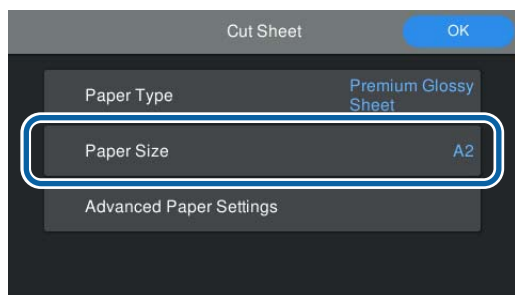 Cut Sheet
OK
Paper Type
Premium Glossy
Sheet
Paper Size
A2
Advanced Paper Settings